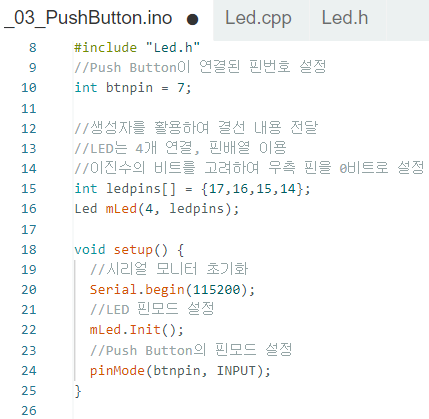 _03_PushButton.ino ● Led.cpp Led.h
8 #include "Led.h"
9 //Push Button이 연결된 핀번호 설정
10 int btnpin = 7;
11
12 //생성자를 활용하여 결선 내용 전달
13 //LED는 4개 연결, 핀배열 이용
14 //이진수의 비트를 고려하여 우측 핀을 0비트로 설정
15 int ledpins[] = {17,16,15,14};
16 Led mLed(4, ledpins);
17
18 void setup() {
19 //시리얼 모니터 초기화
20 Serial.begin(115200);
21 //LED 핀모드 설정
22 mLed.Init();
23 //Push Button의 핀모드 설정
24 pinMode(btnpin, INPUT);
25 }
26